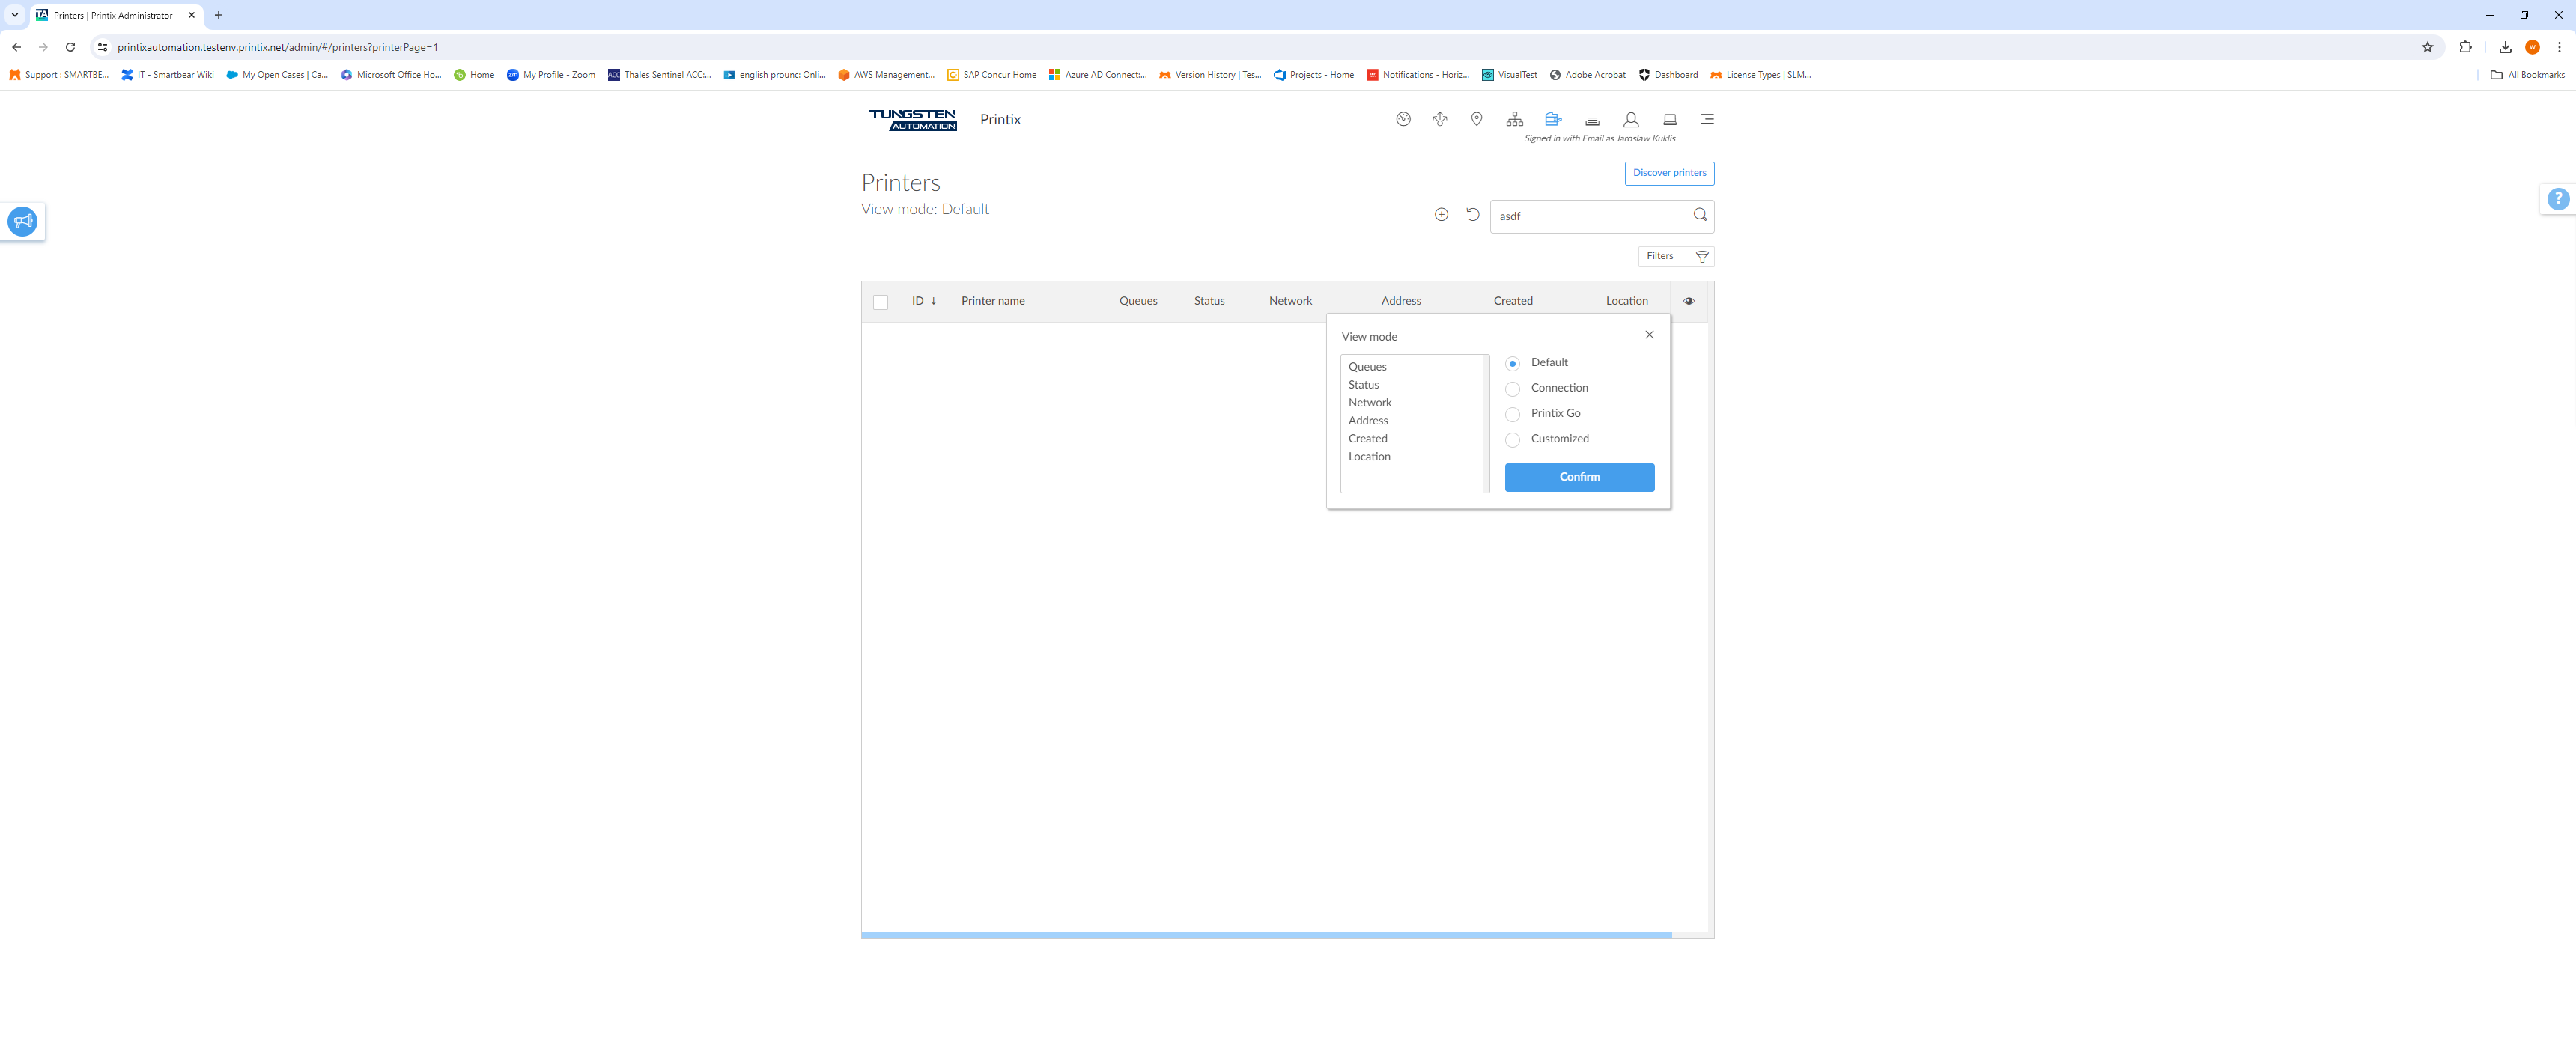 Printers | Printix Administrator
printixautomation.testenv.printix.net/admin/#/printers?printerPage=1
W
Support : SMARTBE... IT - Smartbear Wiki My Open Cases | Ca... Microsoft Office Ho... Home My Profile - Zoom Thales Sentinel ACC:... english prounc: Onli... AWS Management... SAP Concur Home Azure AD Connect:... Version History | Tes... Projects - Home Notifications - Horiz... VisualTest Adobe Acrobat Dashboard License Types | SLM... All Bookmarks
TUNGSTEN
AUTOMATION
Printix
Signed in with Email as Jaroslaw Kuklis
Discover printers
Printers
View mode: Default
asdf
?
Filters
ID ↓ Printer name Queues Status Network Address Created Location
View mode
Queues
Status
Network
Address
Created
Location
Default
Connection
Printix Go
Customized
Confirm